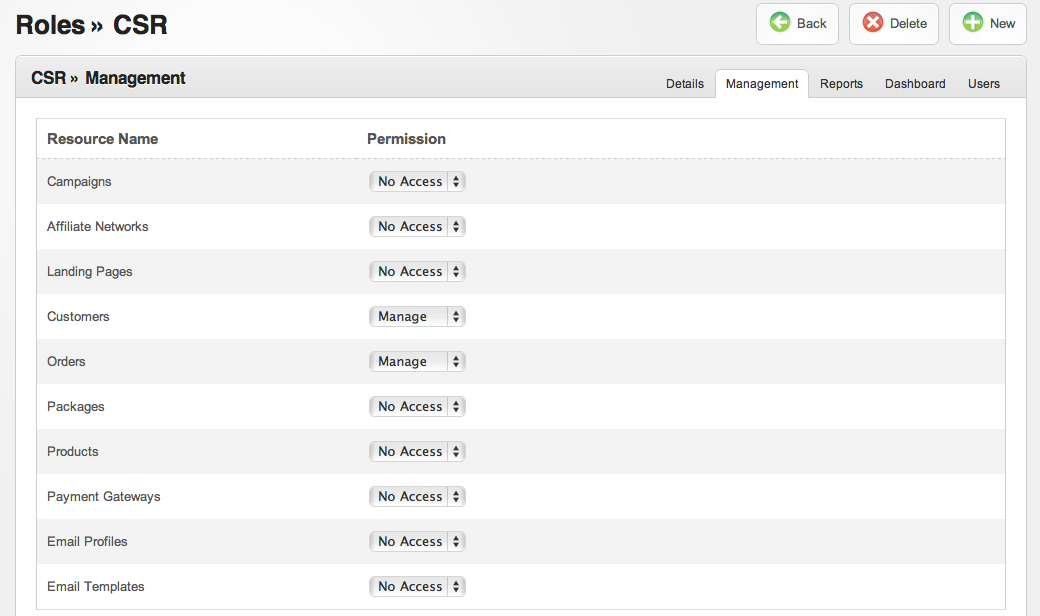 Roles » CSR
Back Delete New
CSR » Management
Details Management Reports Dashboard Users
Resource Name Permission
Campaigns No Access
Affiliate Networks No Access
Landing Pages No Access
Customers Manage
Orders Manage
Packages No Access
Products No Access
Payment Gateways No Access
Email Profiles No Access
Email Templates No Access